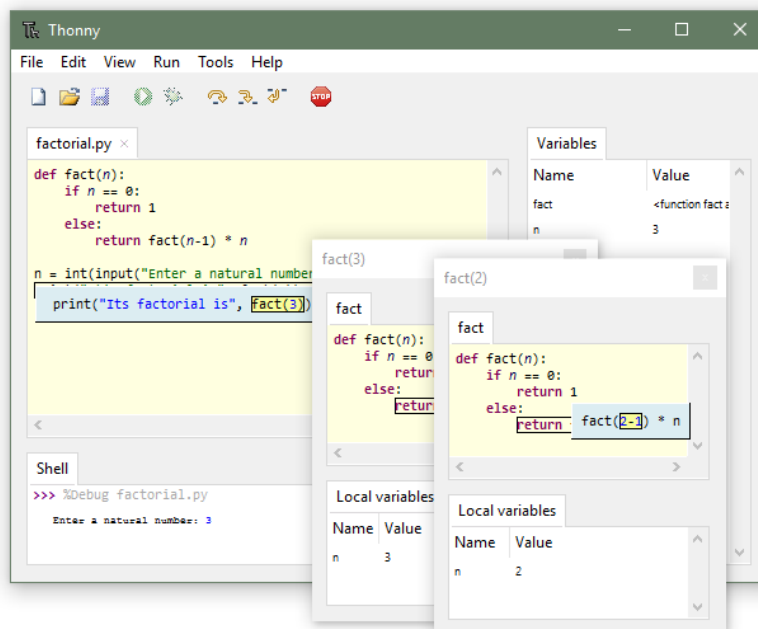 Thonny
File Edit View Run Tools Help
STOP
factorial.py
def fact(n):
if n == 0:
return 1
else:
return fact(n-1) * n
n = int(input("Enter a natural number
print("Its factorial is", fact(3))
Shell
>>> %Debug factorial.py
Enter a natural number: 3
Variables
Name Value
fact <function fact a
n 3
fact(3)
fact
def fact(n):
if n == 0
retur
else:
retur
Local variables
Name Value
n 3
fact(2)
fact
def fact(n):
if n == 0:
return 1
else:
return fact(2-1) * n
Local variables
Name Value
n 2